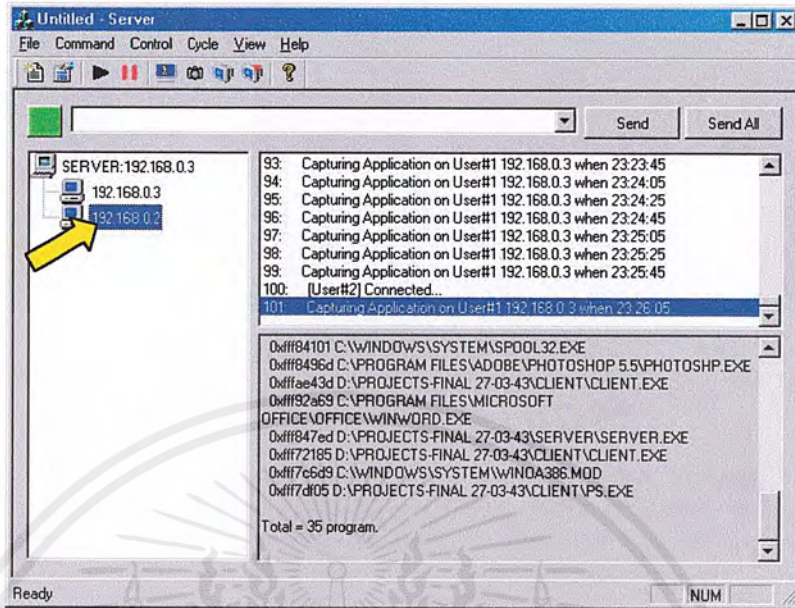 Untitled - Server
File Command Control Cycle View Help
Send
Send All
SERVER:192.168.0.3
192.168.0.3
192.168.0.2
93: Capturing Application on User#1 192.168.0.3 when 23:23:45
94: Capturing Application on User#1 192.168.0.3 when 23:24:05
95: Capturing Application on User#1 192.168.0.3 when 23:24:25
96: Capturing Application on User#1 192.168.0.3 when 23:24:45
97: Capturing Application on User#1 192.168.0.3 when 23:25:05
98: Capturing Application on User#1 192.168.0.3 when 23:25:25
99: Capturing Application on User#1 192.168.0.3 when 23:25:45
100: [User#2] Connected...
101: Capturing Application on User#1 192.168.0.3 when 23:26:05
0xfff84101 C:\WINDOWS\SYSTEM\SPOOL32.EXE
0xfff8496d C:\PROGRAM FILES\ADOBE\PHOTOSHOP 5.5\PHOTOSHP.EXE
0xfffae43d D:\PROJECTS-FINAL 27-03-43\CLIENT\CLIENT.EXE
0xfff92a69 C:\PROGRAM FILES\MICROSOFT
OFFICE\OFFICE\WINWORD.EXE
0xfff847ed D:\PROJECTS-FINAL 27-03-43\SERVER\SERVER.EXE
0xfff72185 D:\PROJECTS-FINAL 27-03-43\CLIENT\CLIENT.EXE
0xfff7c6d9 C:\WINDOWS\SYSTEM\WINOA386.MOD
0xfff7df05 D:\PROJECTS-FINAL 27-03-43\CLIENT\PS.EXE
Total = 35 program.
Ready
NUM